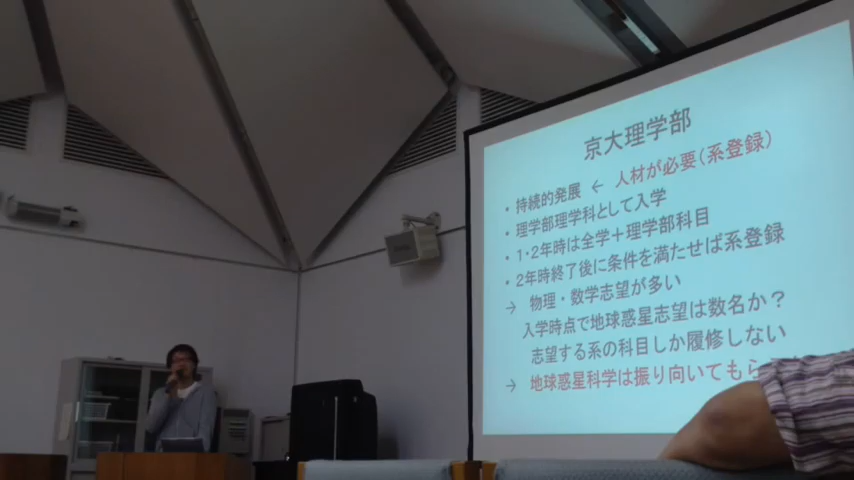 京大理学部
・持続的発展 ← 人材が必要(系登録)
・理学部理学科として入学
・1・2年時は全学＋理学部科目
・2年時終了後に条件を満たせば系登録
→ 物理・数学志望が多い
入学時点で地球惑星志望は数名か？
志望する系の科目しか履修しない
→ 地球惑星科学は振り向いてもら